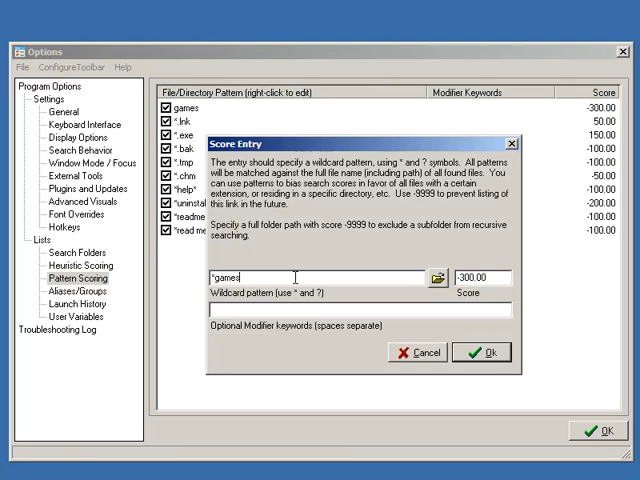 Options
File ConfigureToolbar Help
Program Options
Settings
General
Keyboard Interface
Display Options
Search Behavior
Window Mode / Focus
External Tools
Plugins and Updates
Advanced Visuals
Font Overrides
Hotkeys
Lists
Search Folders
Heuristic Scoring
Pattern Scoring
Aliases/Groups
Launch History
User Variables
Troubleshooting Log
File/Directory Pattern (right-click to edit) Modifier Keywords Score
games -300.00
*.lnk 50.00
*.exe 150.00
*.bak -100.00
*.tmp -100.00
*.chm -50.00
*help* -100.00
*uninstal -200.00
*readme -100.00
*read me -100.00
Score Entry
The entry should specify a wildcard pattern, using * and ? symbols. All patterns
will be matched against the full file name (including path) of all found files. You
can use patterns to bias search scores in favor of all files with a certain
extension, or residing in a specific directory, etc. Use -9999 to prevent listing of
this link in the future.
Specify a full folder path with score -9999 to exclude a subfolder from recursive
searching.
*games -300.00
Wildcard pattern (use * and ?) Score
Optional Modifier keywords (spaces separate)
Cancel Ok
OK